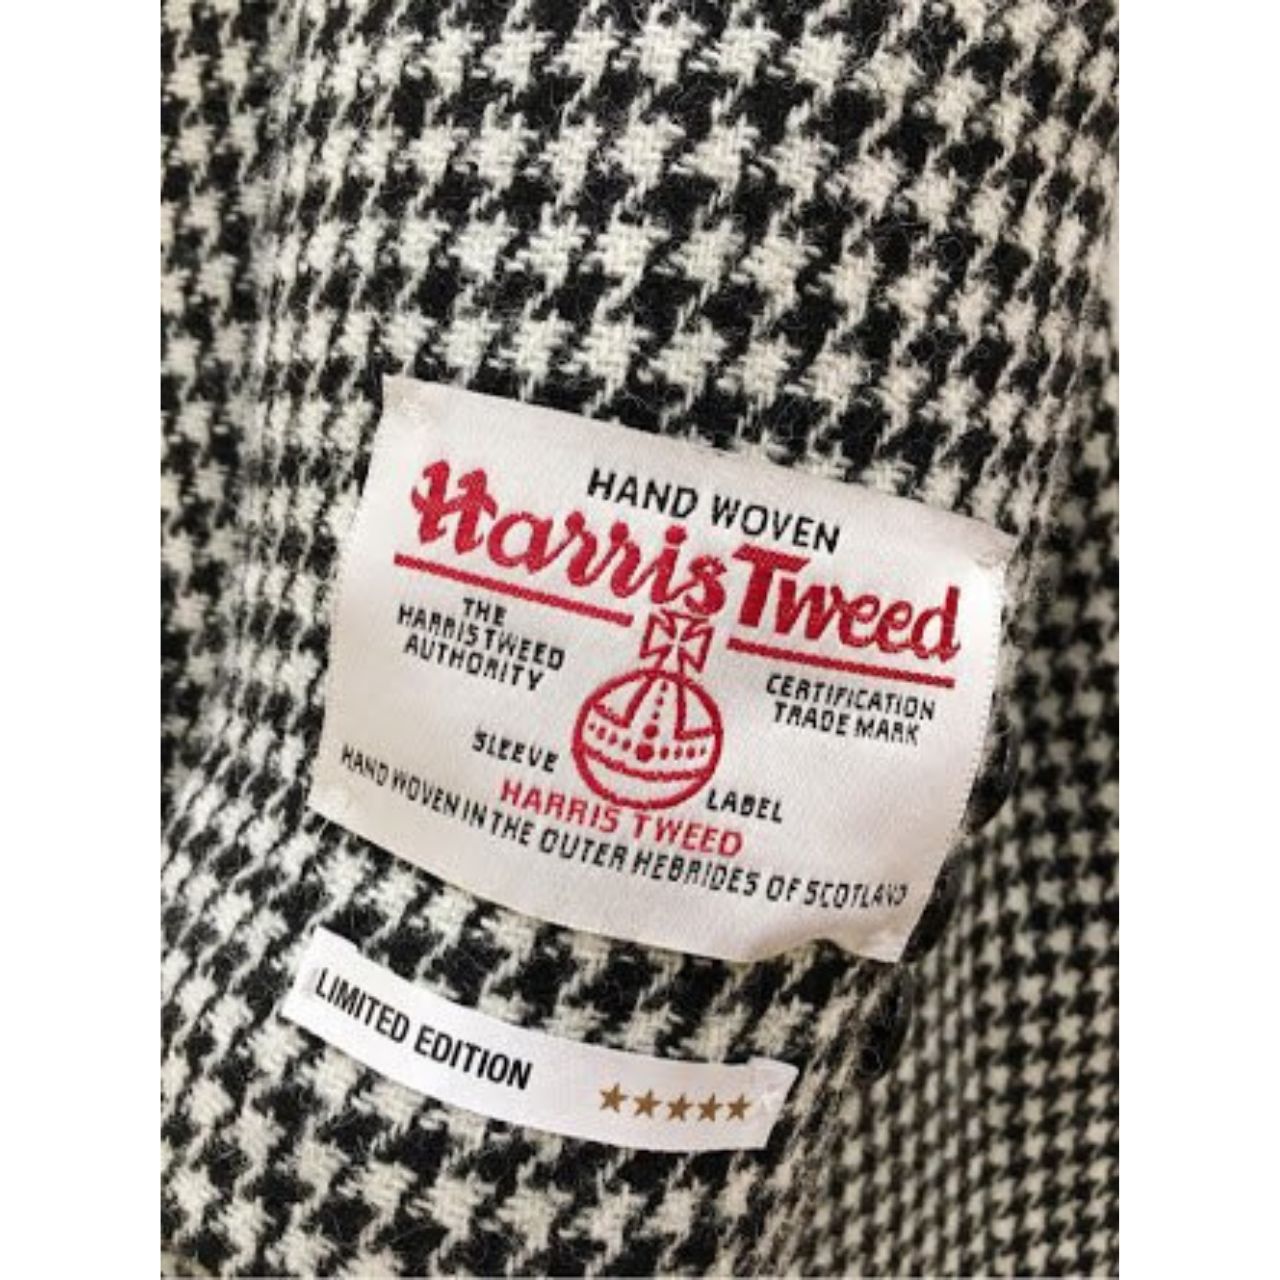 HAND WOVEN
Harris Tweed
THE
HARRIS TWEED
AUTHORITY
CERTIFICATION
TRADE MARK
SLEEVE LABEL
HARRIS TWEED
HAND WOVEN IN THE OUTER HEBRIDES OF SCOTLAND
LIMITED EDITION ★★★★★